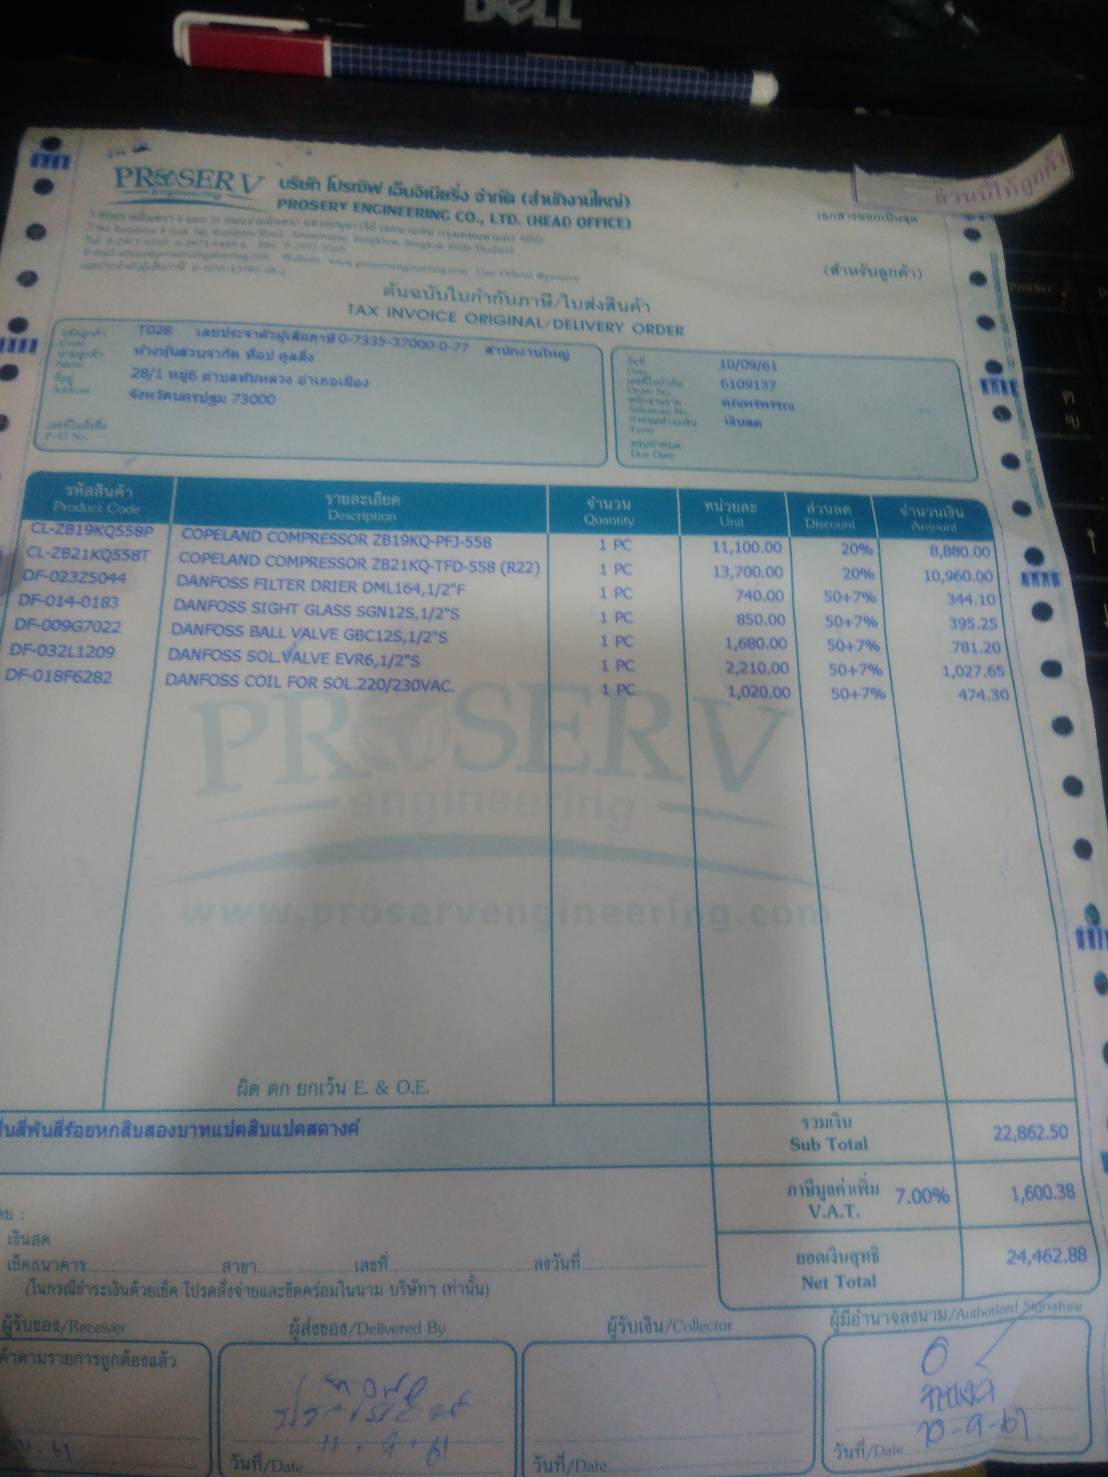 DELL
ส่วนนี้ให้ลูกค้า
PROSERV
engineering
บริษัท โปรเซิฟ เอ็นจิเนียริ่ง จำกัด (สำนักงานใหญ่)
PROSERV ENGINEERING CO., LTD. (HEAD OFFICE)
เอกสารออกเป็นชุด
(สำหรับลูกค้า)
ต้นฉบับใบกำกับภาษี/ใบส่งสินค้า
TAX INVOICE ORIGINAL/DELIVERY ORDER
รหัสลูกค้า T028 เลขประจำตัวผู้เสียภาษี 0-7335-37000-0-77 สำนักงานใหญ่
Code
นามลูกค้า ห้างหุ้นส่วนจำกัด ท็อป คูลลิ่ง
Name
ที่อยู่ 28/1 หมู่6 ตำบลทัพหลวง อำเภอเมือง
Address จังหวัดนครปฐม 73000
เลขที่ใบสั่งซื้อ
P/O No.
วันที่ 10/09/61
Date
เลขที่ใบกำกับ 6109137
Order No.
พนักงานขาย คุณพรพรรณ
Salesman No.
กำหนดชำระเงิน เงินสด
Term
ครบกำหนด
Due Date
รหัสสินค้า รายละเอียด จำนวน หน่วยละ ส่วนลด จำนวนเงิน
Product Code Description Quantity Unit Discount Amount
CL-ZB19KQ558P COPELAND COMPRESSOR ZB19KQ-PFJ-558 1 PC 11,100.00 20% 8,880.00
CL-ZB21KQ558T COPELAND COMPRESSOR ZB21KQ-TFD-558 (R22) 1 PC 13,700.00 20% 10,960.00
DF-023Z5044 DANFOSS FILTER DRIER DML164,1/2"F 1 PC 740.00 50+7% 344.10
DF-014-0183 DANFOSS SIGHT GLASS SGN12S,1/2"S 1 PC 850.00 50+7% 395.25
DF-009G7022 DANFOSS BALL VALVE GBC12S,1/2"S 1 PC 1,680.00 50+7% 781.20
DF-032L1209 DANFOSS SOL.VALVE EVR6,1/2"S 1 PC 2,210.00 50+7% 1,027.65
DF-018F6282 DANFOSS COIL FOR SOL.220/230VAC. 1 PC 1,020.00 50+7% 474.30
PROSERV
engineering
www.proservengineering.com
ผิด ตก ยกเว้น E. & O.E.
สี่พันสี่ร้อยหกสิบสองบาทแปดสิบแปดสตางค์
รวมเงิน
Sub Total 22,862.50
ภาษีมูลค่าเพิ่ม 7.00% 1,600.38
V.A.T.
ยอดเงินสุทธิ 24,462.88
Net Total
เงินสด
เช็คธนาคาร สาขา เลขที่ ลงวันที่
(ในกรณีชำระเงินด้วยเช็ค โปรดสั่งจ่ายและขีดคร่อมในนาม บริษัทฯ เท่านั้น)
ผู้รับของ/Receiver ผู้ส่งของ/Delivered By ผู้รับเงิน/Collector ผู้มีอำนาจลงนาม/Authorized Signature
ตามรายการถูกต้องแล้ว
11.9.61
10-9-61
วันที่/Date วันที่/Date วันที่/Date